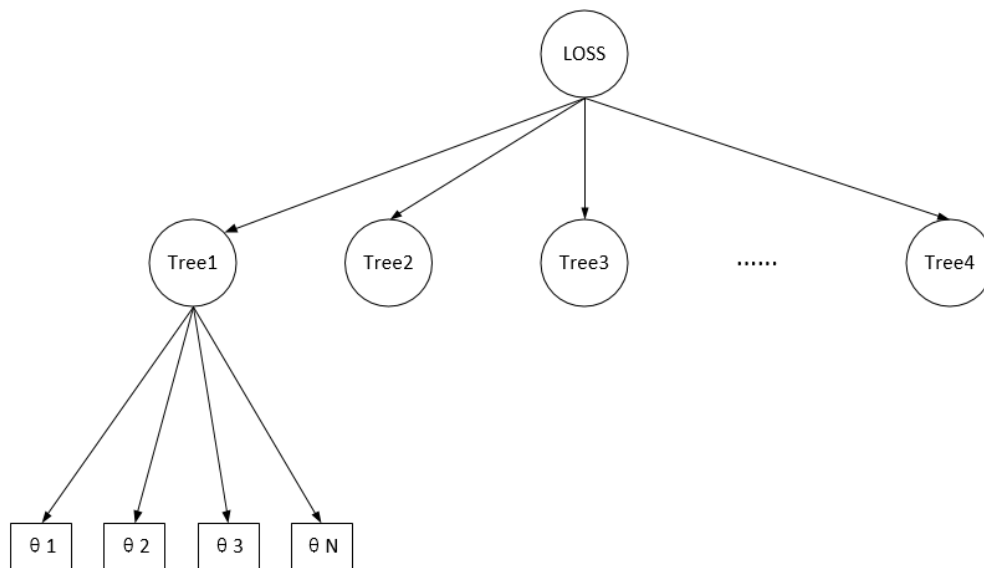 LOSS
Tree1 Tree2 Tree3 ...... Tree4
θ 1 θ 2 θ 3 θ N